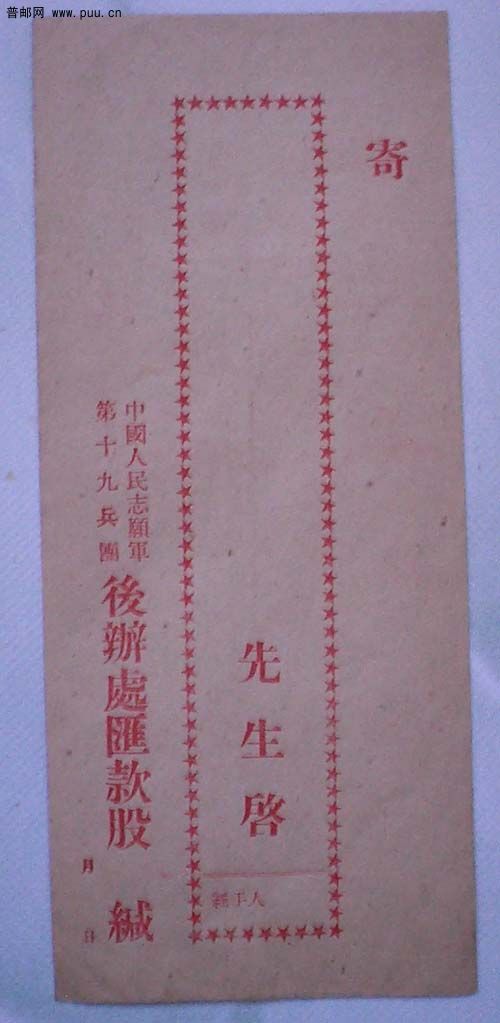 普邮网 www.puu.cn
寄
先生啓
經手人
中國人民志願軍
第十九兵團
後辦處匯款股 緘
月 日